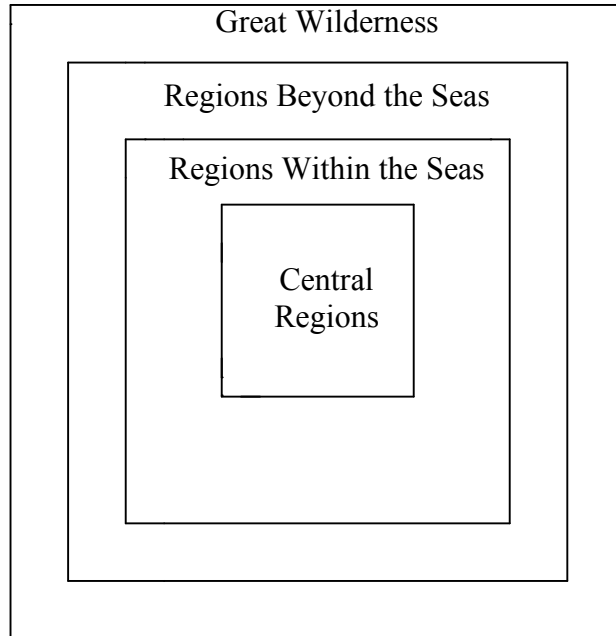 Great Wilderness
Regions Beyond the Seas
Regions Within the Seas
Central
Regions